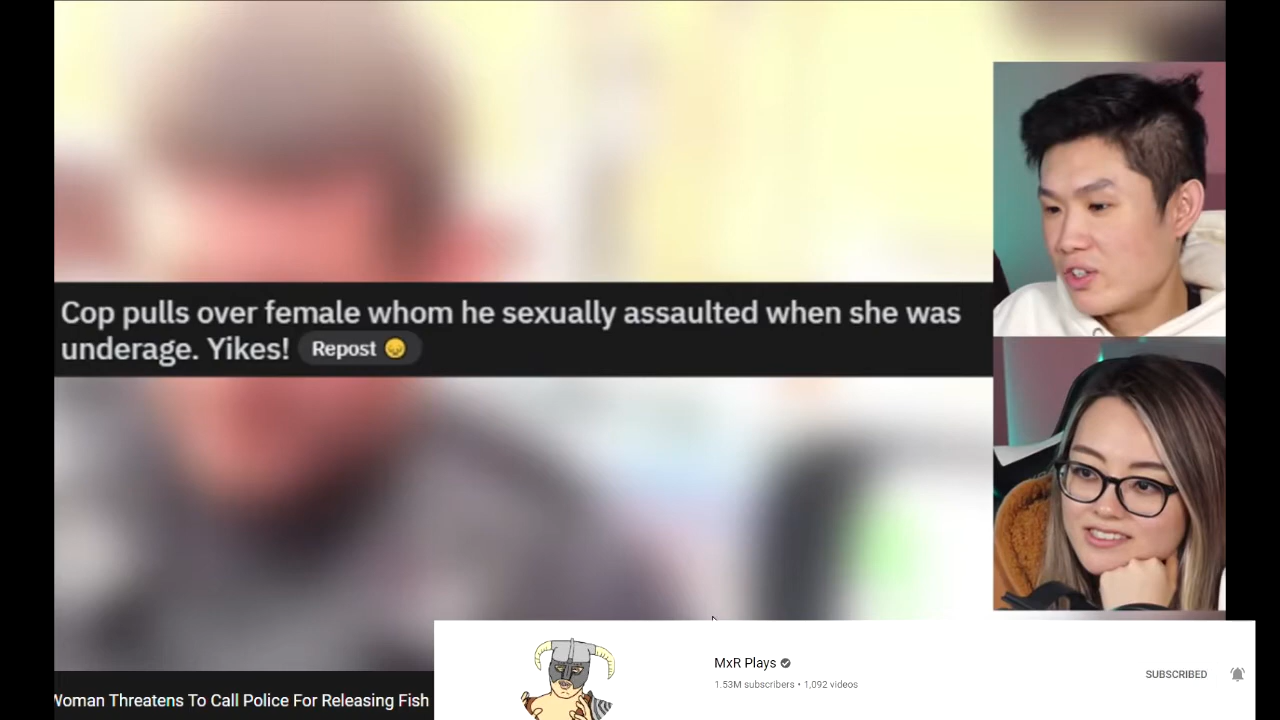 Cop pulls over female whom he sexually assaulted when she was
underage. Yikes! Repost
Woman Threatens To Call Police For Releasing Fish
MxR Plays
1.53M subscribers • 1,092 videos
SUBSCRIBED